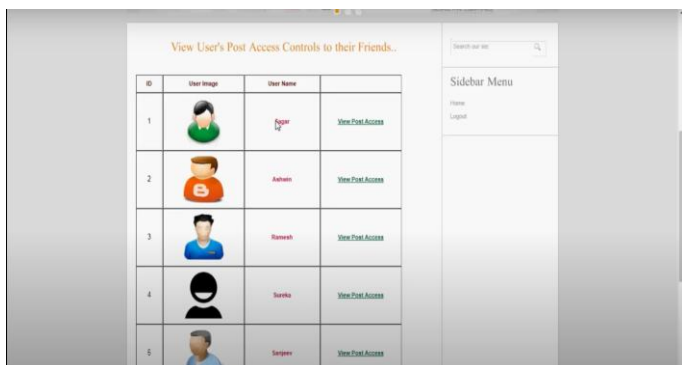 View User's Post Access Controls to their Friends..
Search our site:
Sidebar Menu
Home
Logout
ID User Image User Name
1 Sagar View Post Access
2 Ashwin View Post Access
3 Ramesh View Post Access
4 Sureka View Post Access
5 Sanjeev View Post Access